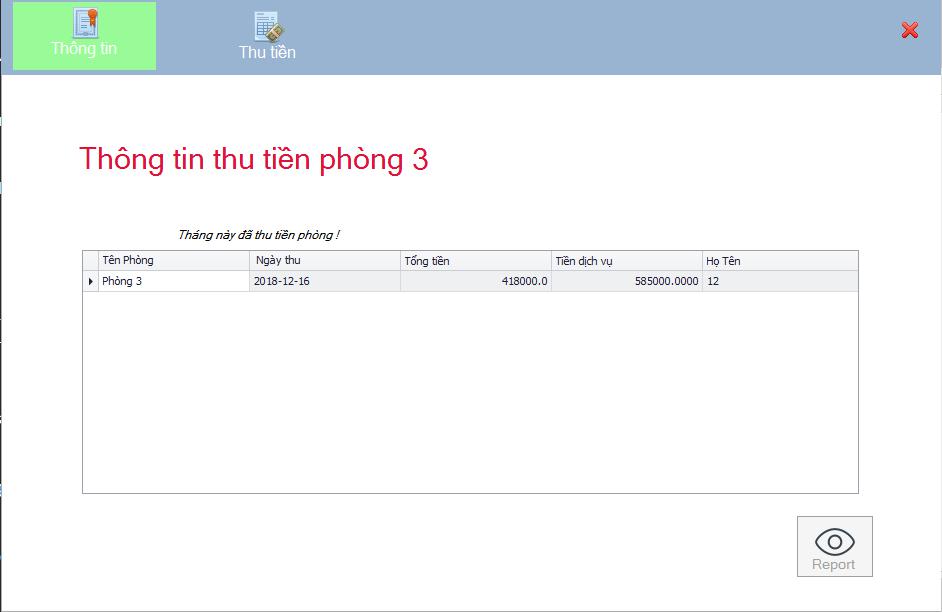 Thông tin
Thu tiền
Thông tin thu tiền phòng 3
Tháng này đã thu tiền phòng !
Tên Phòng Ngày thu Tổng tiền Tiền dịch vụ Họ Tên
Phòng 3 2018-12-16 418000.0 585000.0000 12
Report